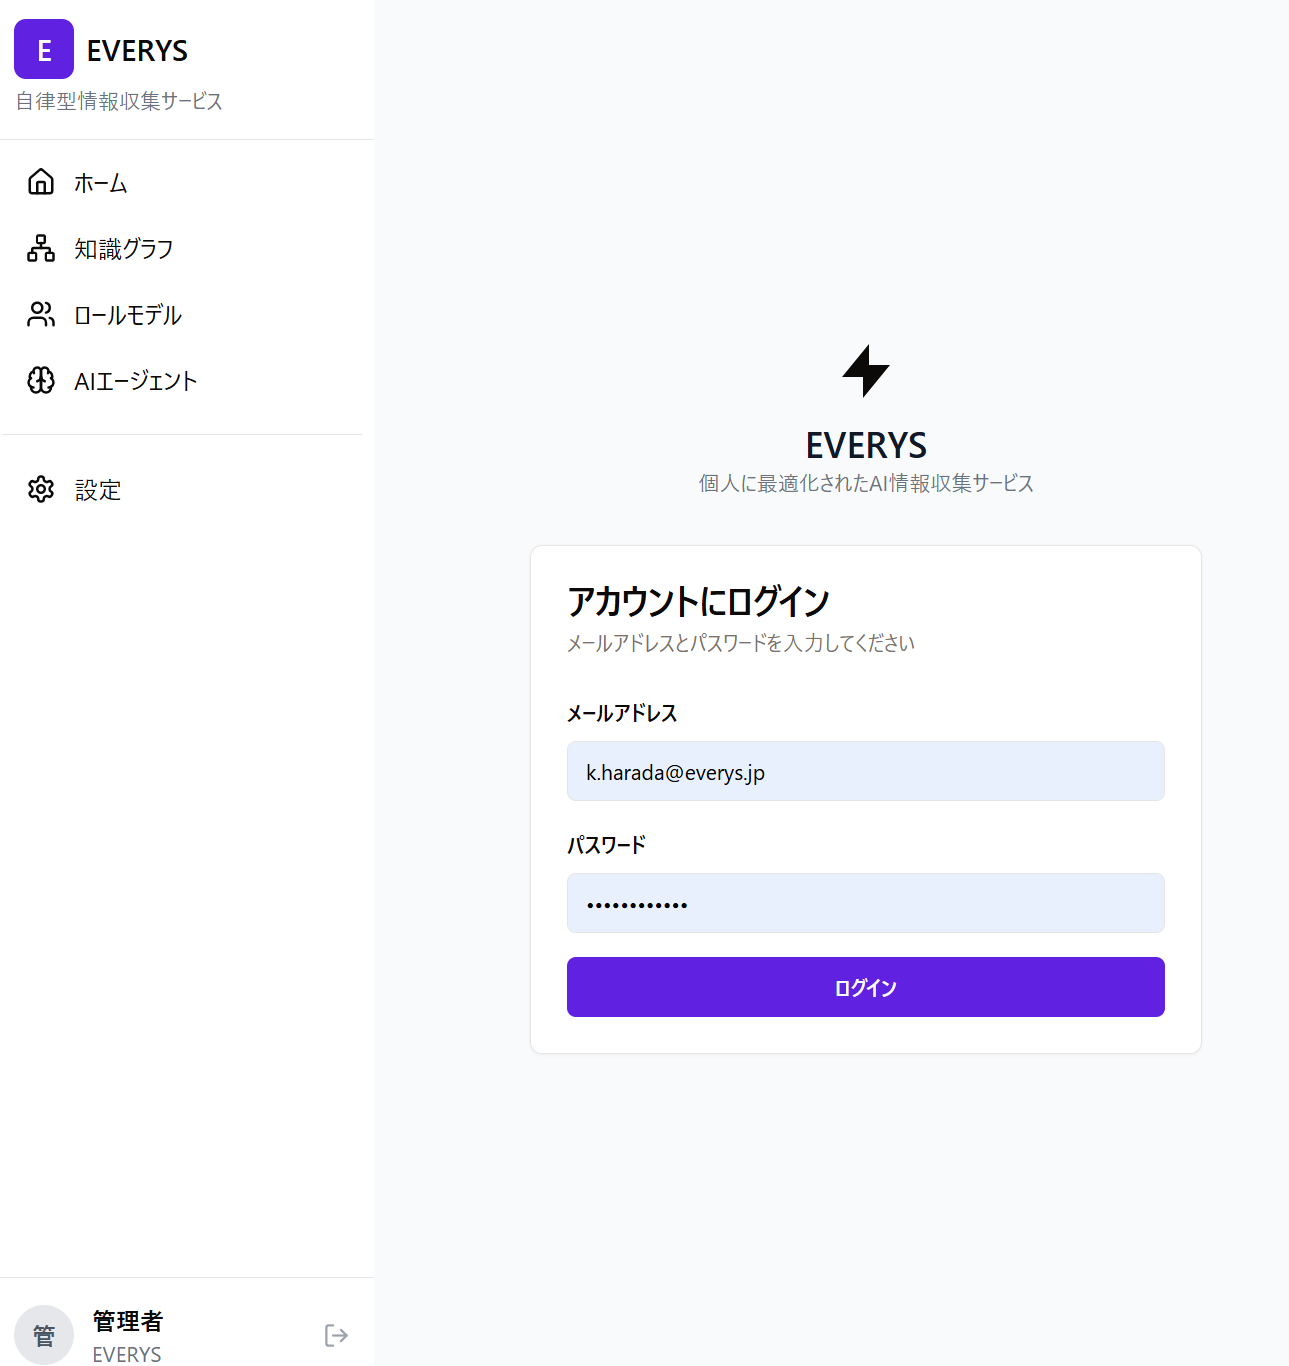 E EVERYS
自律型情報収集サービス
ホーム
知識グラフ
ロールモデル
AIエージェント
設定
管 管理者
EVERYS
EVERYS
個人に最適化されたAI情報収集サービス
アカウントにログイン
メールアドレスとパスワードを入力してください
メールアドレス
k.harada@everys.jp
パスワード
••••••••••••
ログイン